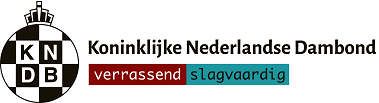 KN
DB
Koninklijke Nederlandse Dambond
verrassend slagvaardig